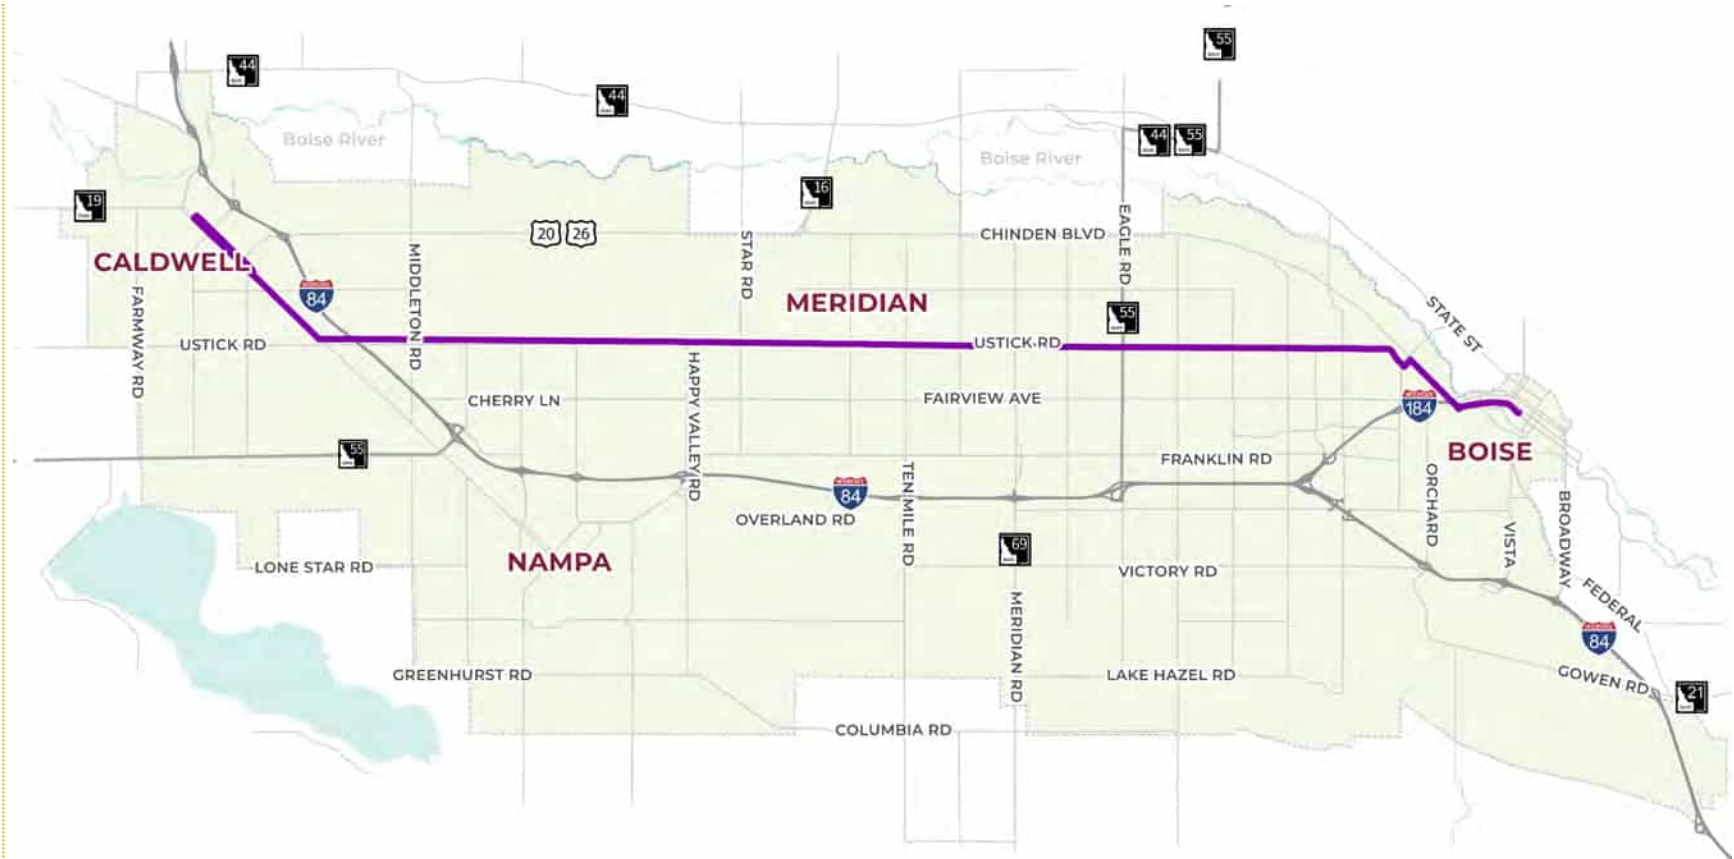 55
44
44
44
55
Boise River
Boise River
16
19
20
26
CHINDEN BLVD
EAGLE RD
STAR RD
MIDDLETON RD
CALDWELL
84
MERIDIAN
FARMWAY RD
55
STATE ST
USTICK RD
USTICK RD
HAPPY VALLEY RD
CHERRY LN
FAIRVIEW AVE
184
BOISE
55
FRANKLIN RD
TEN MILE RD
84
ORCHARD
OVERLAND RD
VISTA
BROADWAY
69
NAMPA
LONE STAR RD
VICTORY RD
FEDERAL
MERIDIAN RD
84
GREENHURST RD
LAKE HAZEL RD
GOWEN RD
21
COLUMBIA RD